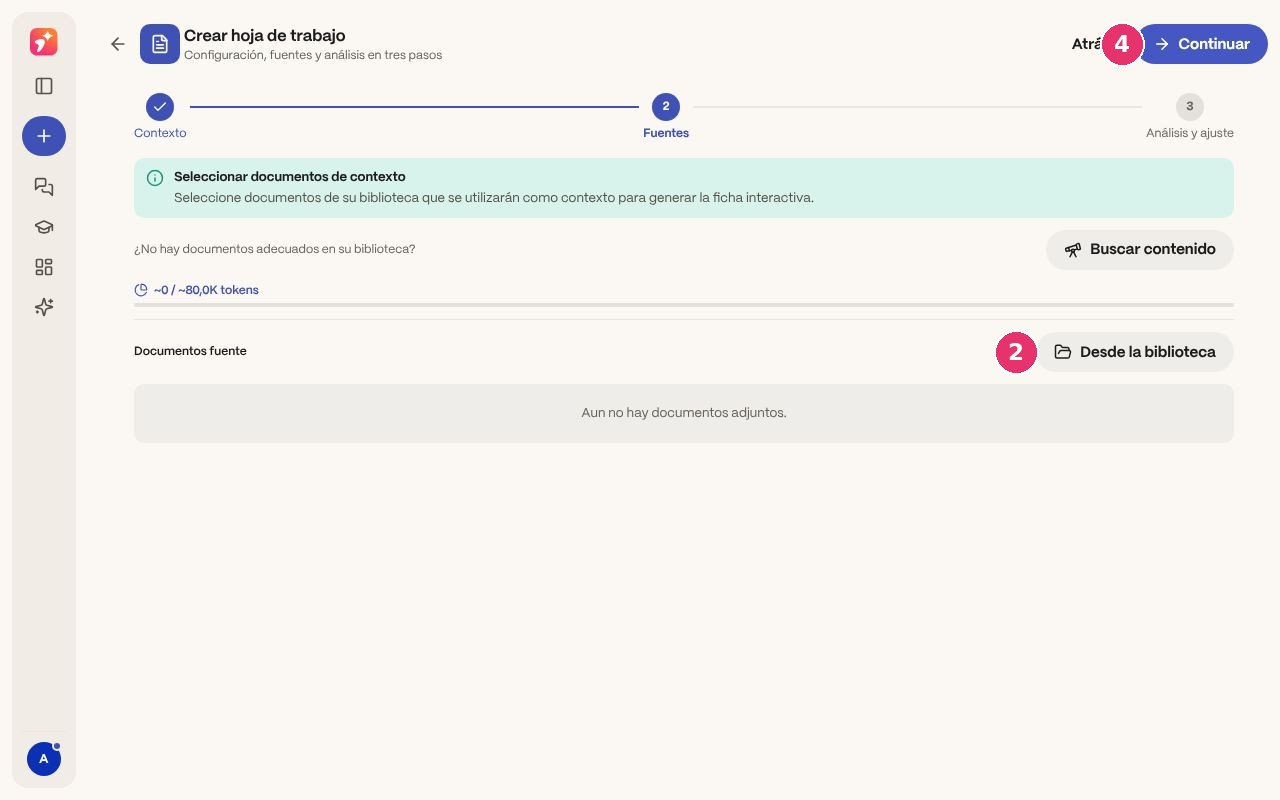 Crear hoja de trabajo
Configuración, fuentes y análisis en tres pasos
4
Continuar
2
3
Contexto
Fuentes
Análisis y ajuste
Seleccionar documentos de contexto
Seleccione documentos de su biblioteca que se utilizarán como contexto para generar la ficha interactiva.
¿No hay documentos adecuados en su biblioteca?
Buscar contenido
~0 / ~80,0K tokens
Documentos fuente
2
Desde la biblioteca
Aun no hay documentos adjuntos.
A